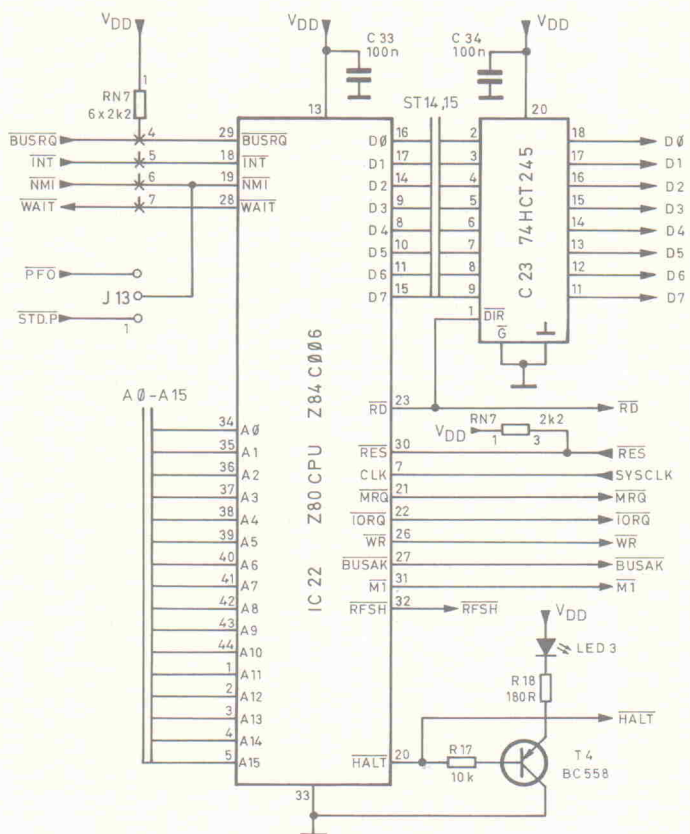 VDD
VDD
C 33
100n
C 34
100n
VDD
1
RN7
6x2k2
13
ST14,15
20
BUSRQ 4 29 BUSRQ
INT 5 18 INT
NMI 6 19 NMI
WAIT 7 28 WAIT
PFO
J13
STD.P
1
D0 16 2 18 D0
D1 17 3 17 D1
D2 14 4 16 D2
D3 9 5 15 D3
D4 8 6 14 D4
D5 10 7 13 D5
D6 11 8 12 D6
D7 15 9 11 D7
C 23 74HCT245
1 DIR
G
IC 22 Z80 CPU Z84C006
A0-A15
34 A0
35 A1
36 A2
37 A3
38 A4
39 A5
40 A6
41 A7
42 A8
43 A9
44 A10
1 A11
2 A12
3 A13
4 A14
5 A15
RD 23 RD
RN7 2k2
VDD 1 3
RES 30 RES
CLK 7 SYSCLK
MRQ 21 MRQ
IORQ 22 IORQ
WR 26 WR
BUSAK 27 BUSAK
M1 31 M1
RFSH 32 RFSH
VDD
LED 3
R18
180R
HALT
HALT 20
R17
10k
T4
BC558
33